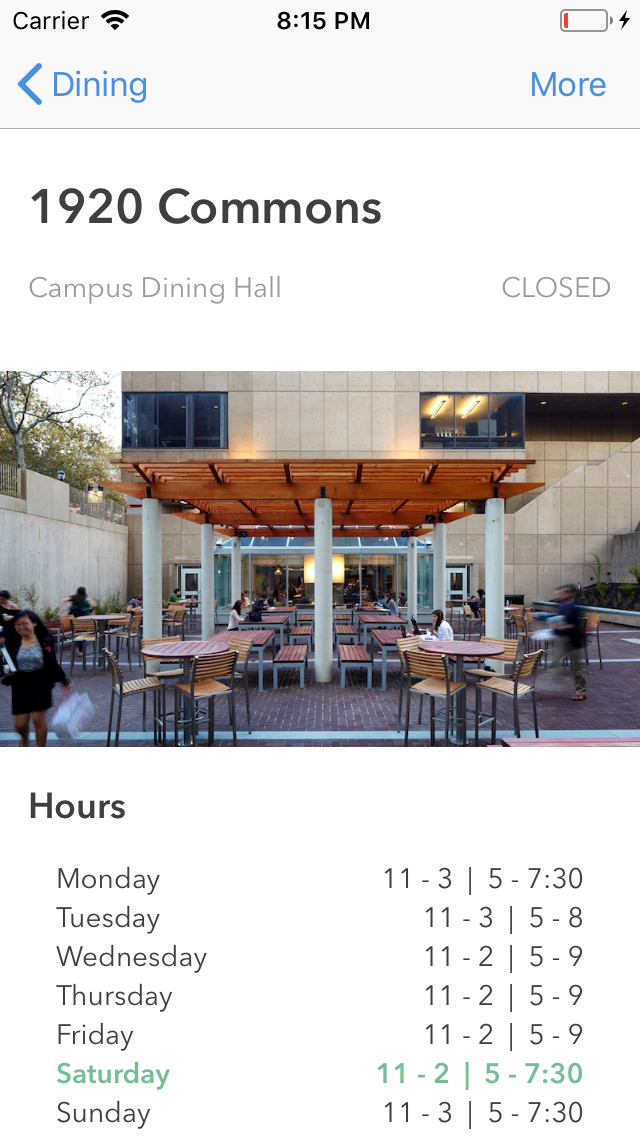 Carrier 8:15 PM
Dining More
1920 Commons
Campus Dining Hall CLOSED
Hours
Monday 11 - 3 | 5 - 7:30
Tuesday 11 - 3 | 5 - 8
Wednesday 11 - 2 | 5 - 9
Thursday 11 - 2 | 5 - 9
Friday 11 - 2 | 5 - 9
Saturday 11 - 2 | 5 - 7:30
Sunday 11 - 3 | 5 - 7:30